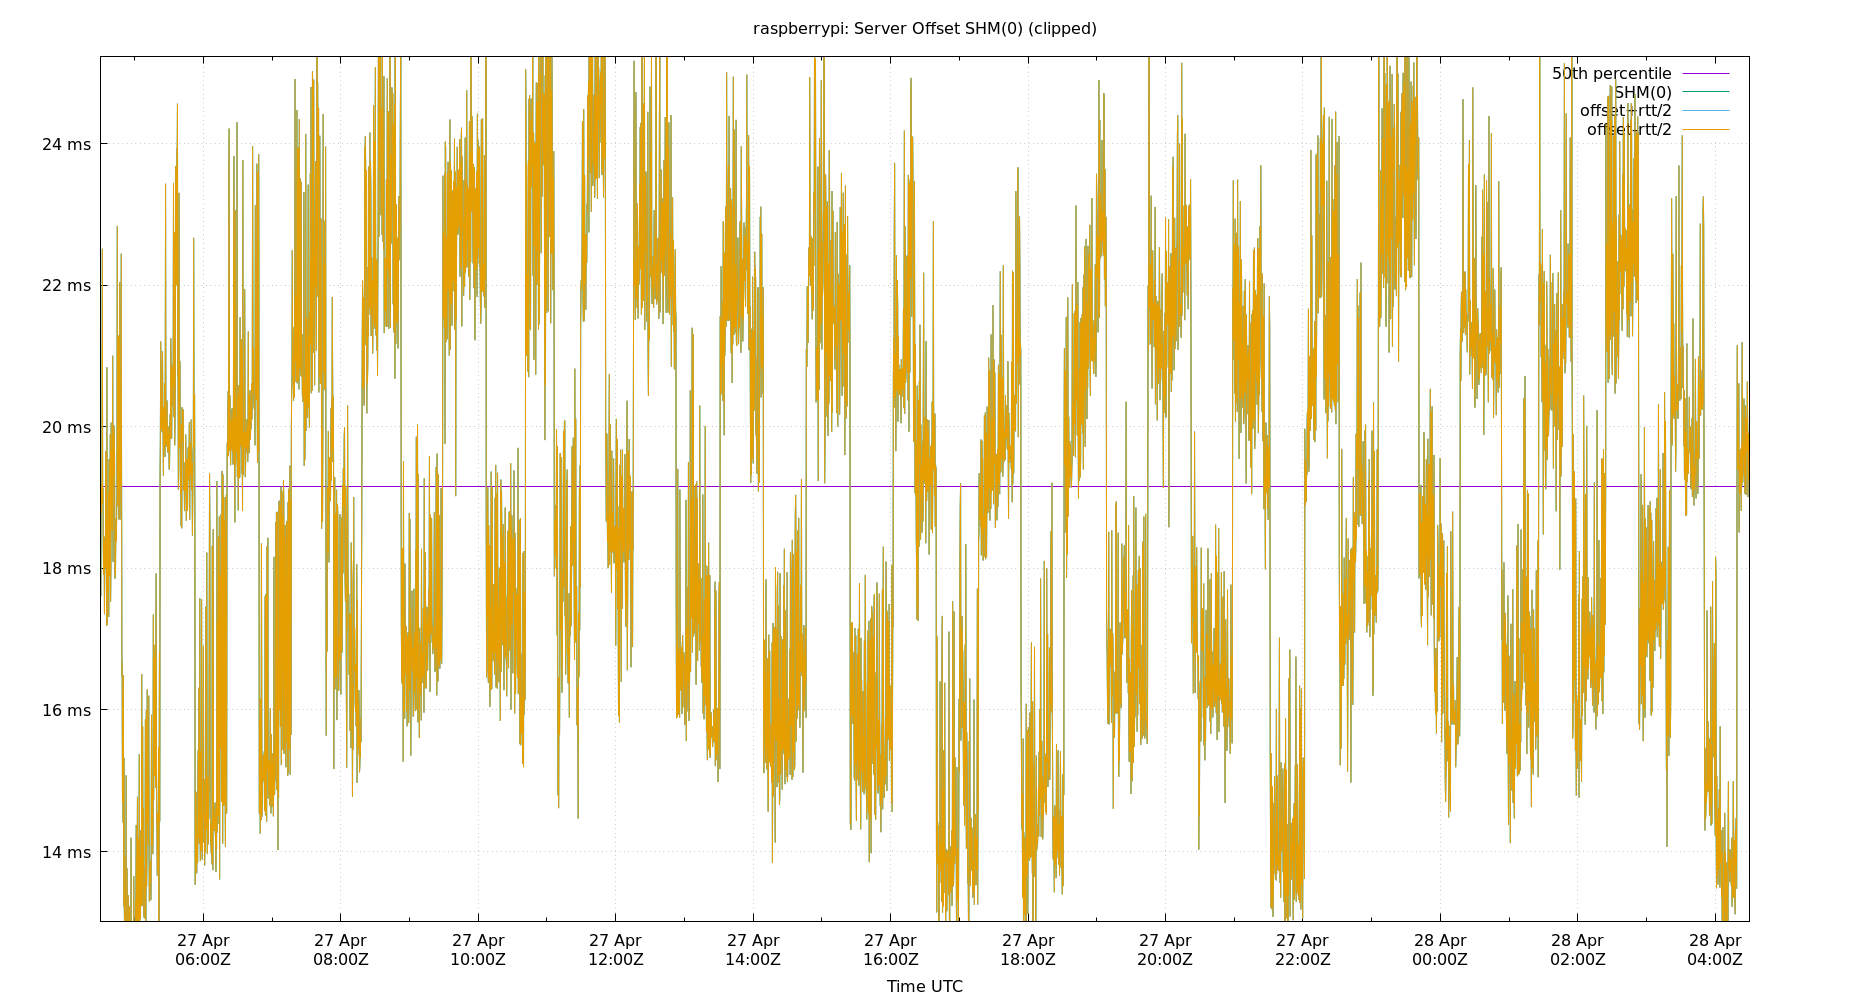 raspberrypi: Server Offset SHM(0) (clipped)
50th percentile
SHM(0)
offset+rtt/2
offset-rtt/2
24 ms
22 ms
20 ms
18 ms
16 ms
14 ms
27 Apr 27 Apr 27 Apr 27 Apr 27 Apr 27 Apr 27 Apr 27 Apr 27 Apr 28 Apr 28 Apr 28 Apr
06:00Z 08:00Z 10:00Z 12:00Z 14:00Z 16:00Z 18:00Z 20:00Z 22:00Z 00:00Z 02:00Z 04:00Z
Time UTC